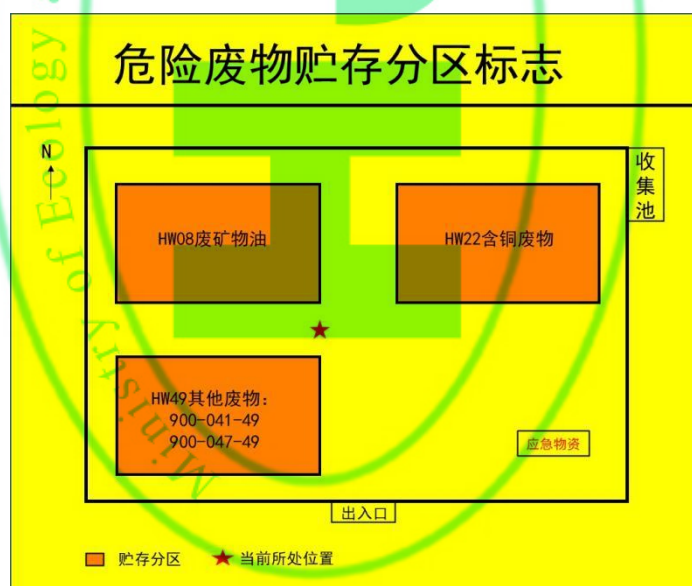 危险废物贮存分区标志
N
收集池
HW08废矿物油
HW22含铜废物
HW49其他废物：
900-041-49
900-047-49
应急物资
出入口
贮存分区
当前所处位置
Ministry of Ecology